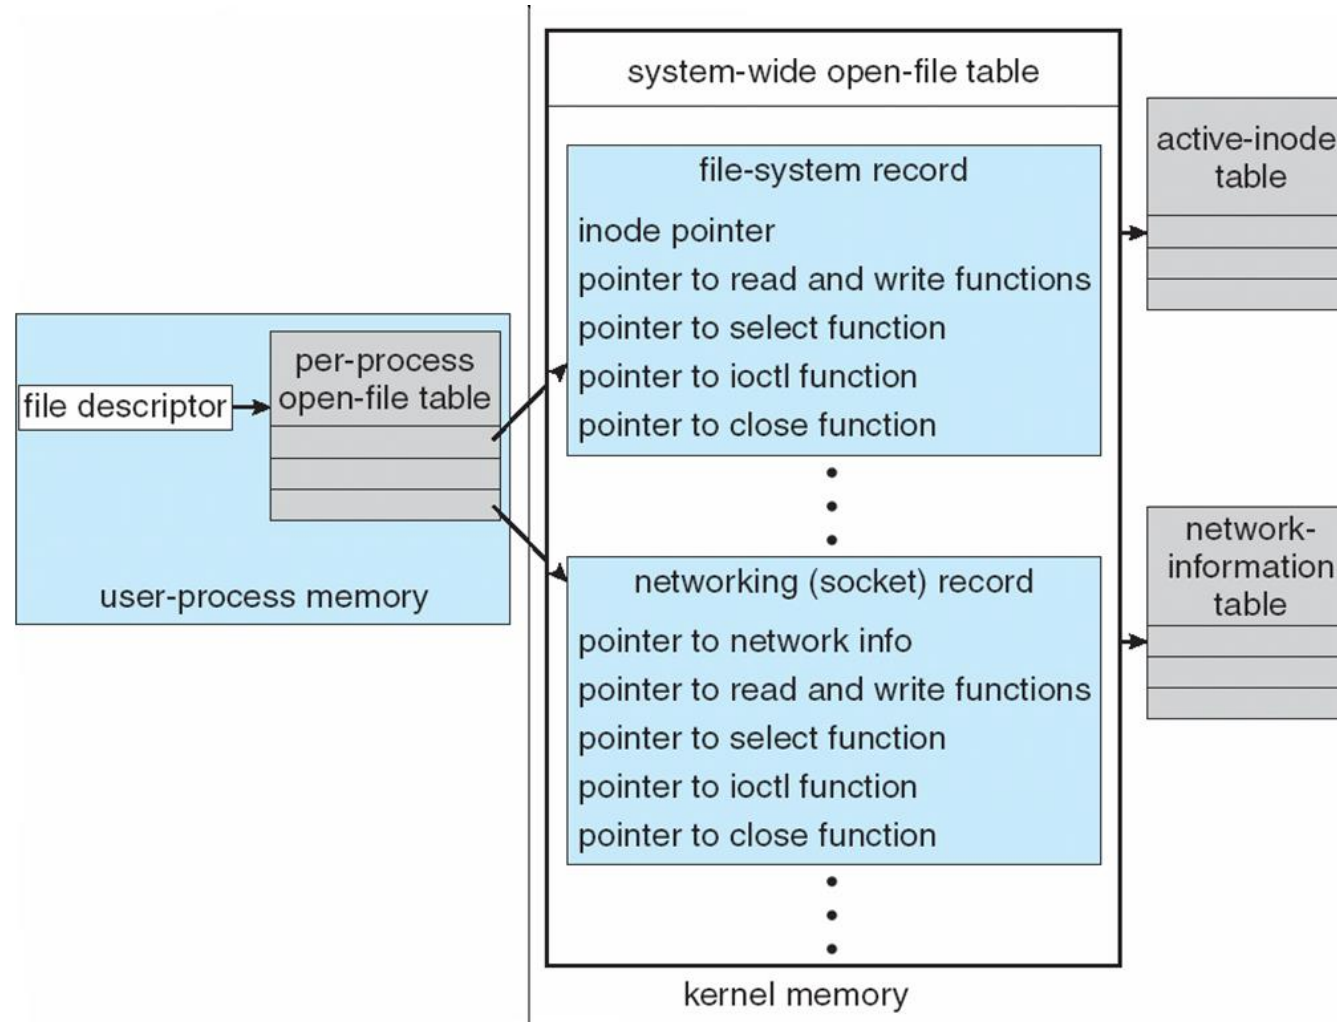 file descriptor
per-process
open-file table
user-process memory
system-wide open-file table
file-system record
inode pointer
pointer to read and write functions
pointer to select function
pointer to ioctl function
pointer to close function
networking (socket) record
pointer to network info
pointer to read and write functions
pointer to select function
pointer to ioctl function
pointer to close function
kernel memory
active-inode
table
network-
information
table